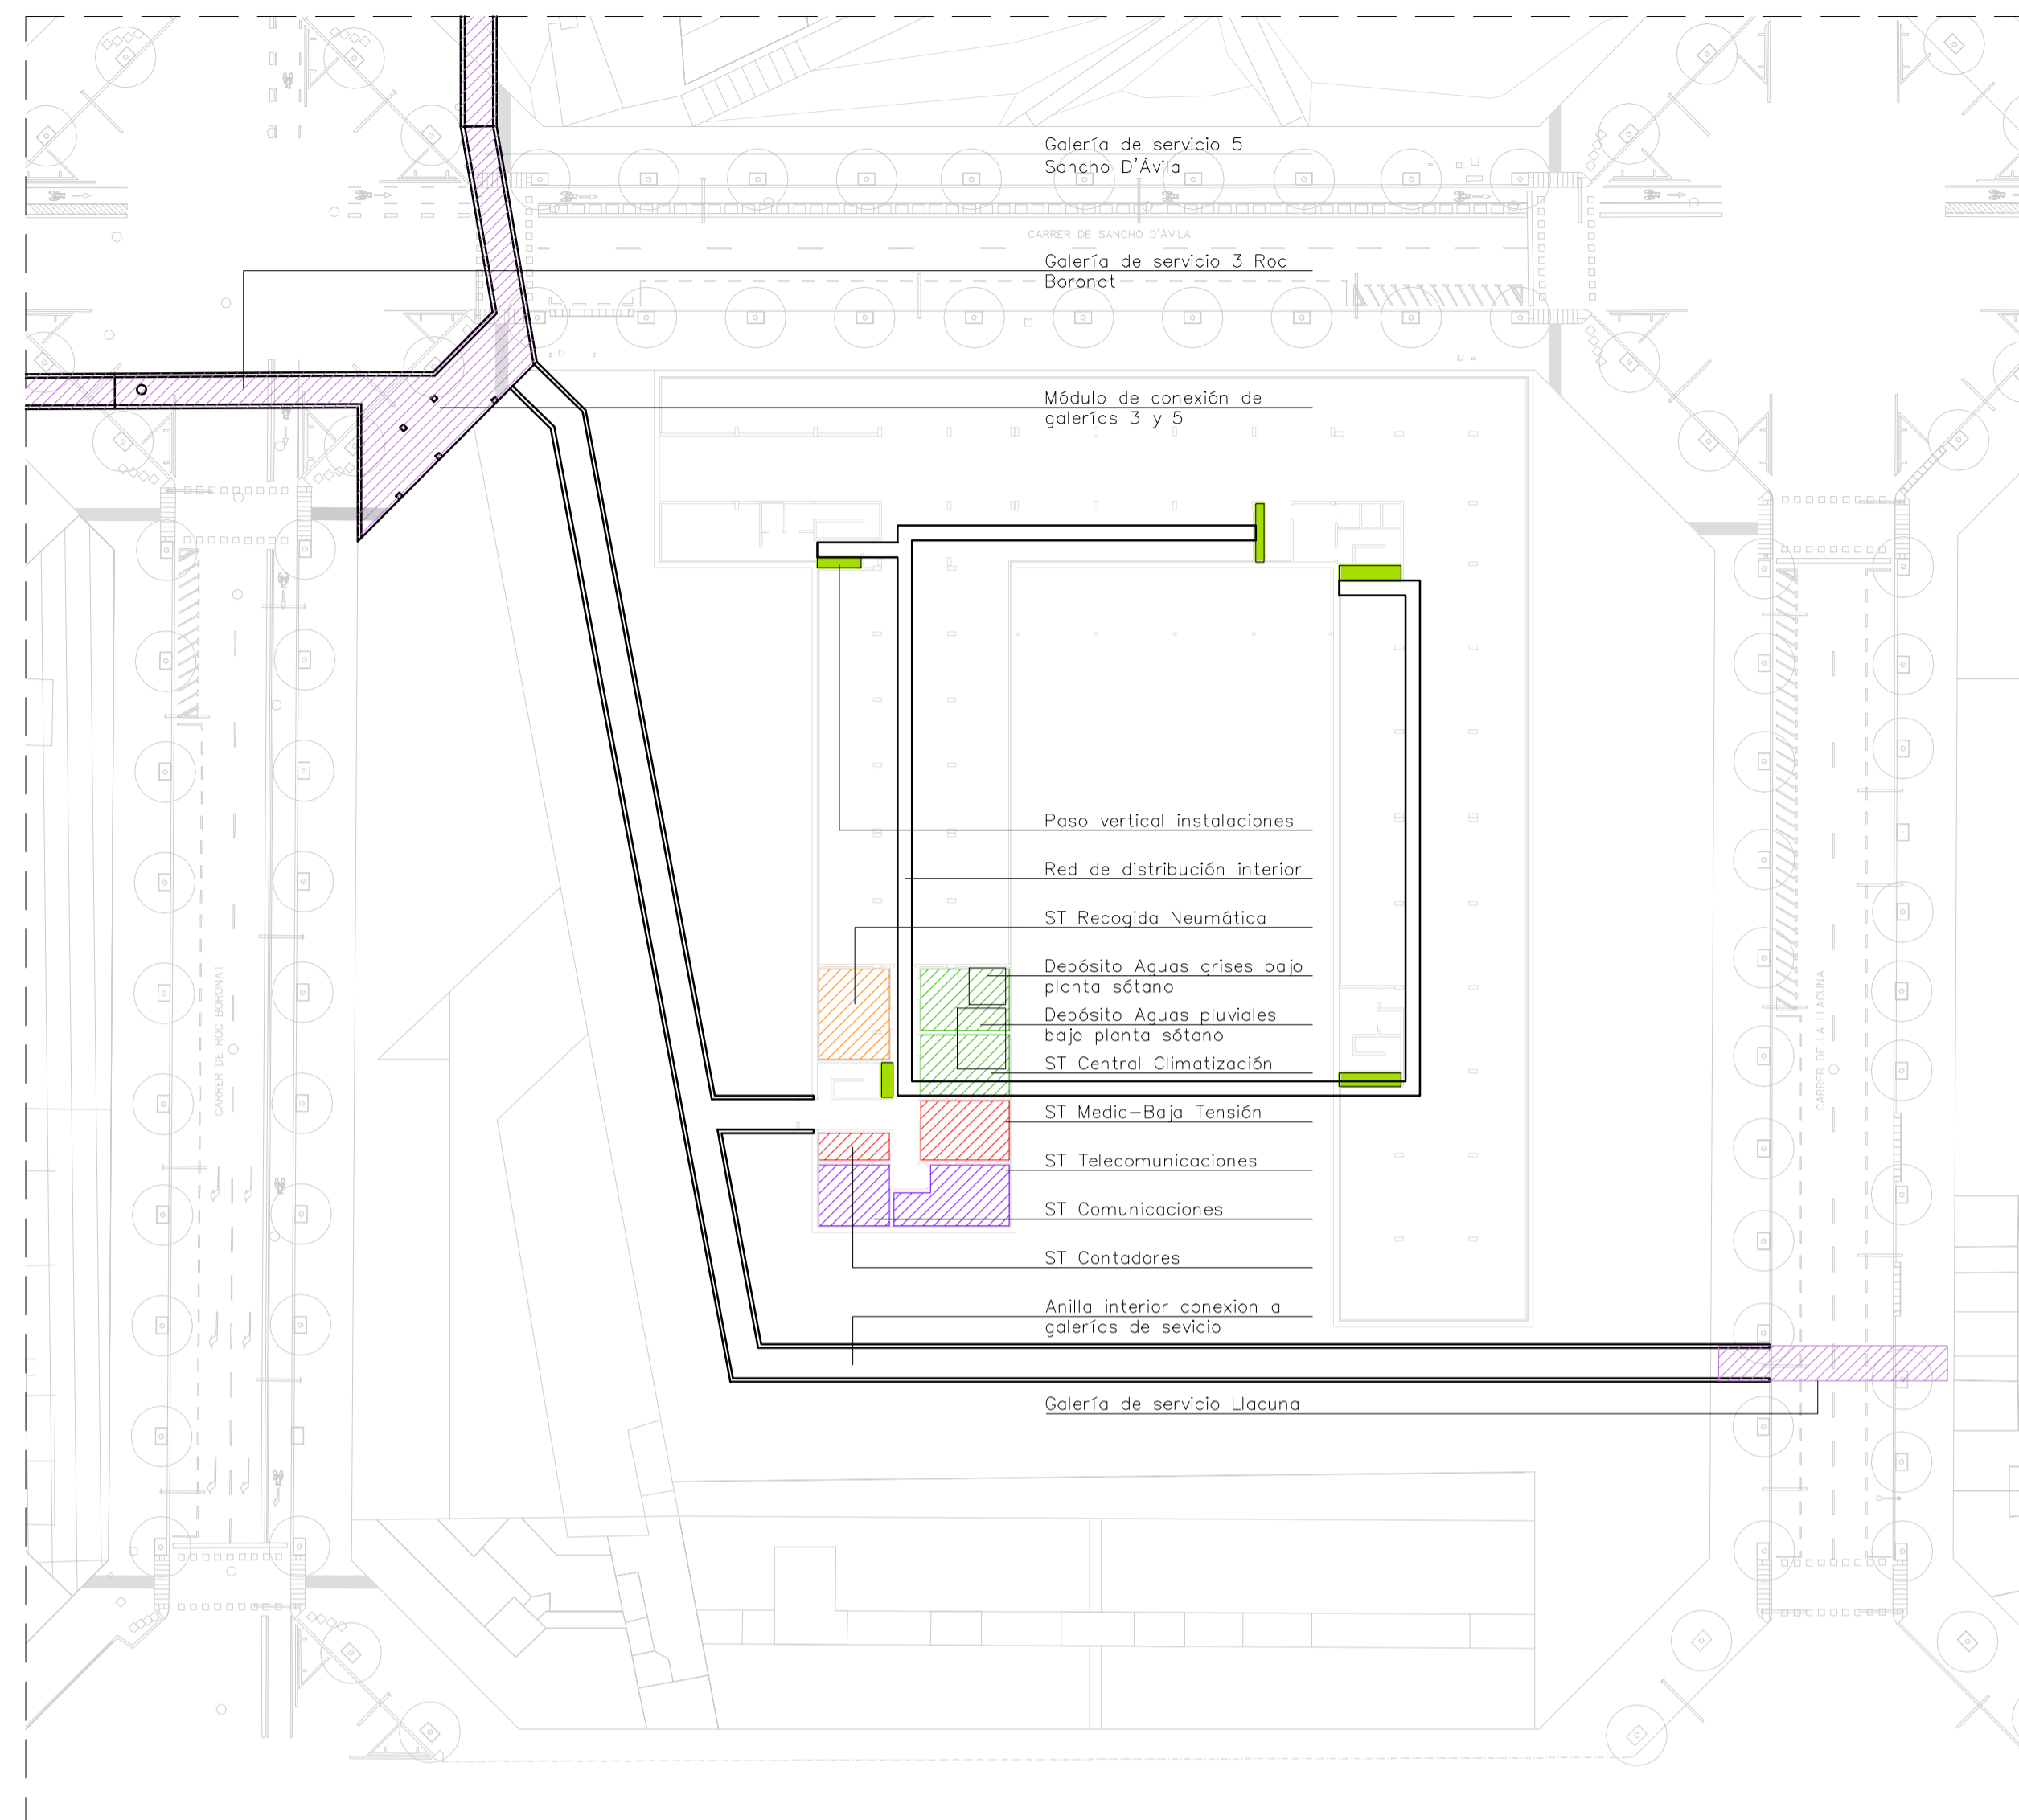 Galería de servicio 5
Sancho D'Ávila
CARRER DE SANCHO D'ÀVILA
Galería de servicio 3 Roc
Boronat
Módulo de conexión de
galerías 3 y 5
Paso vertical instalaciones
Red de distribución interior
ST Recogida Neumática
Depósito Aguas grises bajo
planta sótano
Depósito Aguas pluviales
bajo planta sótano
ST Central Climatización
ST Media-Baja Tensión
ST Telecomunicaciones
ST Comunicaciones
ST Contadores
Anilla interior conexion a
galerías de sevicio
Galería de servicio Llacuna
CARRER DE ROC BORONAT
CARRER DE LA LLACUNA